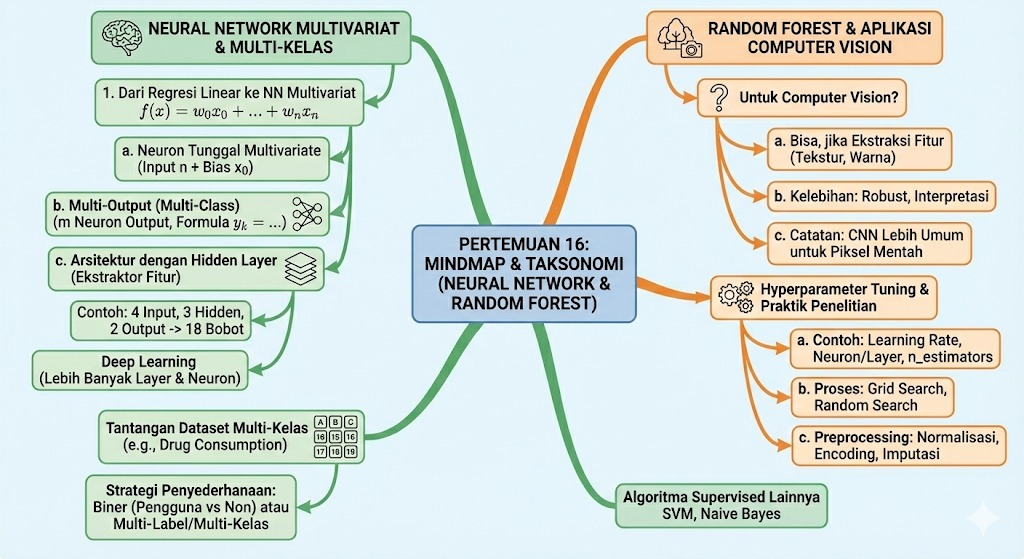 NEURAL NETWORK MULTIVARIAT
& MULTI-KELAS
1. Dari Regresi Linear ke NN Multivariat
f(x) = w₀x₀ + ... + wₙxₙ
a. Neuron Tunggal Multivariate
(Input n + Bias x₀)
b. Multi-Output (Multi-Class)
(m Neuron Output, Formula yₖ = ...)
c. Arsitektur dengan Hidden Layer
(Ekstraktor Fitur)
Contoh: 4 Input, 3 Hidden,
2 Output -> 18 Bobot
Deep Learning
(Lebih Banyak Layer & Neuron)
Tantangan Dataset Multi-Kelas
(e.g., Drug Consumption)
A B C
16 15 16
17 18 19
Strategi Penyederhanaan:
Biner (Pengguna vs Non) atau
Multi-Label/Multi-Kelas
PERTEMUAN 16:
MINDMAP & TAKSONOMI
(NEURAL NETWORK &
RANDOM FOREST)
RANDOM FOREST & APLIKASI
COMPUTER VISION
? Untuk Computer Vision?
a. Bisa, jika Ekstraksi Fitur
(Tekstur, Warna)
b. Kelebihan: Robust, Interpretasi
c. Catatan: CNN Lebih Umum
untuk Piksel Mentah
Hyperparameter Tuning &
Praktik Penelitian
a. Contoh: Learning Rate,
Neuron/Layer, n_estimators
b. Proses: Grid Search,
Random Search
c. Preprocessing: Normalisasi,
Encoding, Imputasi
Algoritma Supervised Lainnya
SVM, Naive Bayes